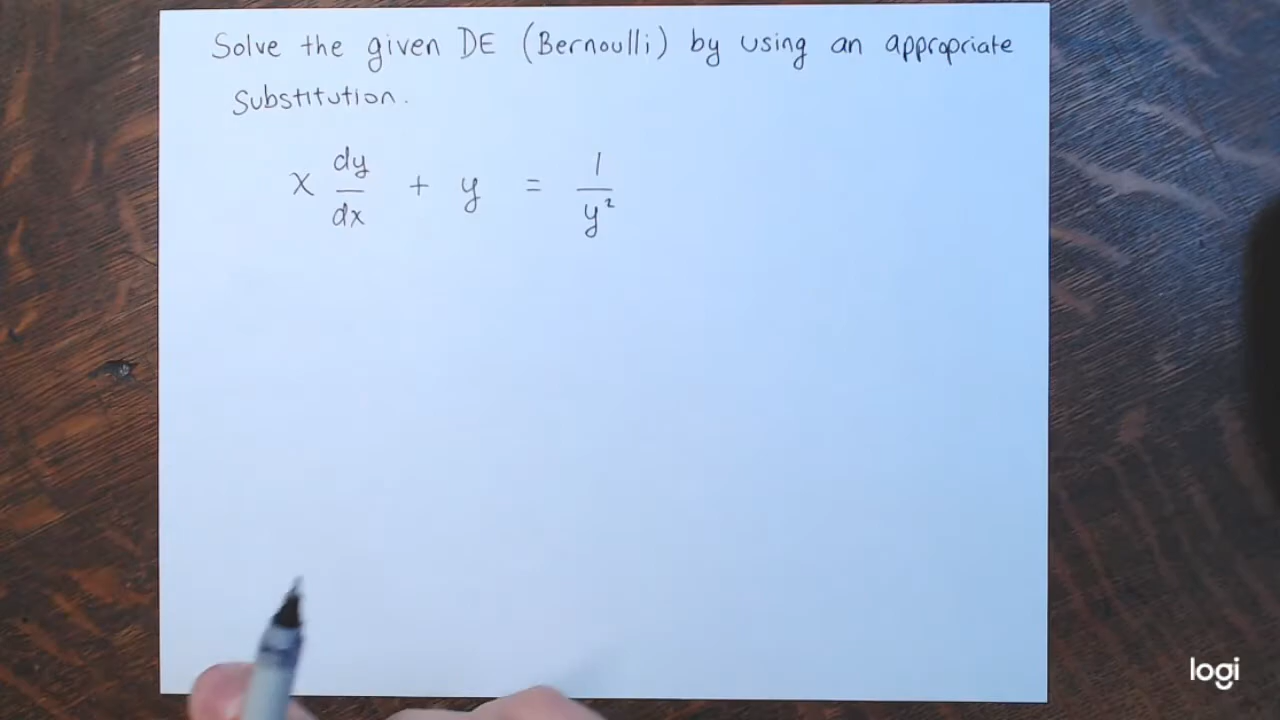 Solve the given DE (Bernoulli) by using an appropriate
Substitution.
x dy/dx + y = 1/y²
logi